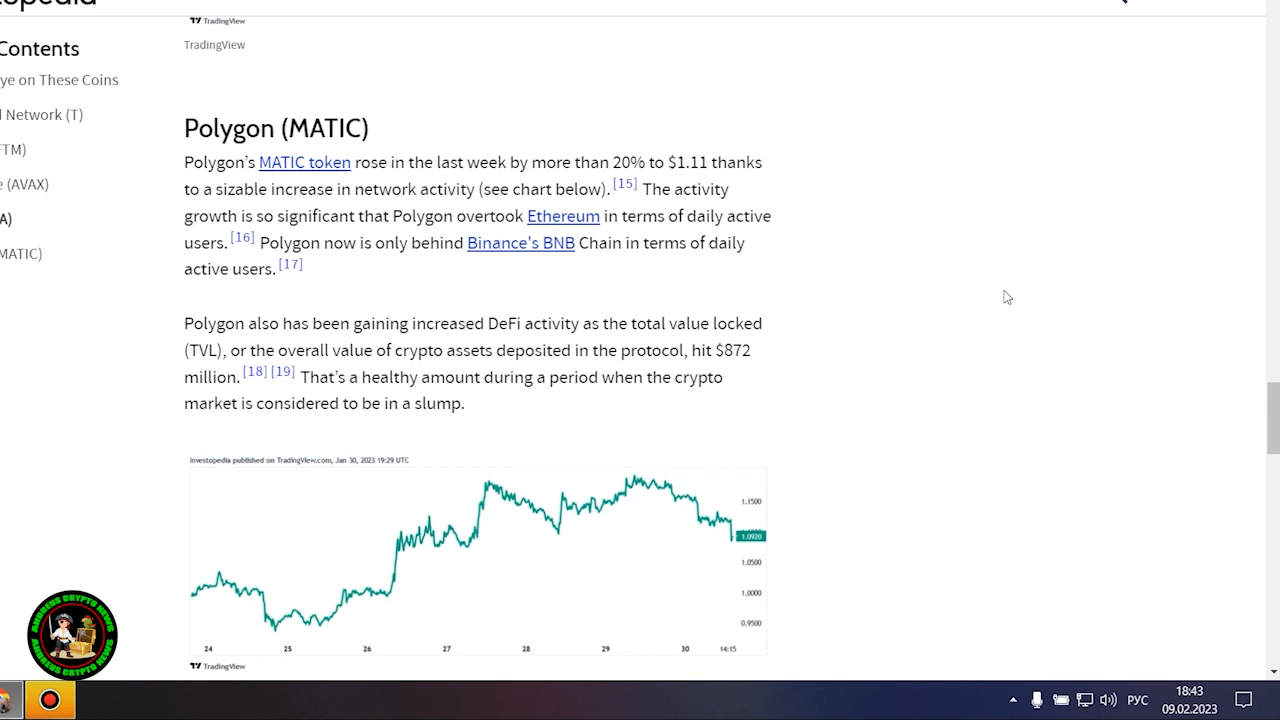 TradingView
TradingView
Contents
ye on These Coins
Network (T)
FTM)
(AVAX)
A)
MATIC)
Polygon (MATIC)
Polygon's MATIC token rose in the last week by more than 20% to $1.11 thanks
to a sizable increase in network activity (see chart below). [15] The activity
growth is so significant that Polygon overtook Ethereum in terms of daily active
users. [16] Polygon now is only behind Binance's BNB Chain in terms of daily
active users. [17]
Polygon also has been gaining increased DeFi activity as the total value locked
(TVL), or the overall value of crypto assets deposited in the protocol, hit $872
million. [18] [19] That's a healthy amount during a period when the crypto
market is considered to be in a slump.
Investopedia published on TradingView.com, Jan 30, 2023 19:29 UTC
1.1500
1.0920
1.0500
1.0000
0.9500
24 25 26 27 28 29 30 14:15
TradingView
ANDREUS CRYPTO NEWS
ANDREUS CRYPTO NEWS
РУС
18:43
09.02.2023